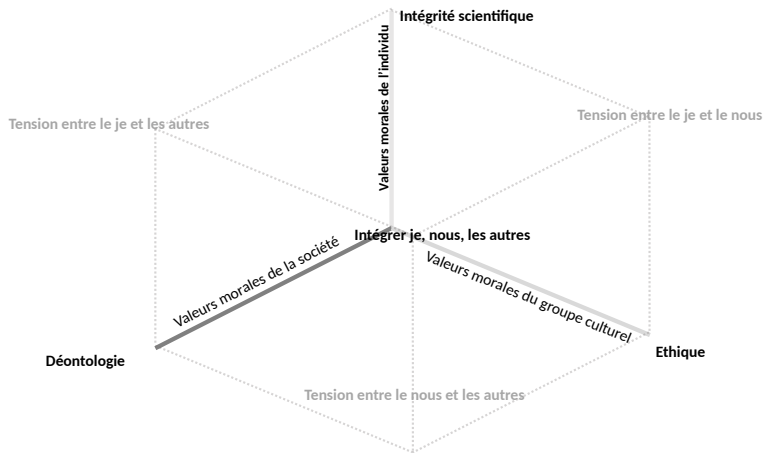 Intégrité scientifique
Valeurs morales de l'individu
Tension entre le je et les autres
Tension entre le je et le nous
Intégrer je, nous, les autres
Valeurs morales de la société
Valeurs morales du groupe culturel
Déontologie
Ethique
Tension entre le nous et les autres